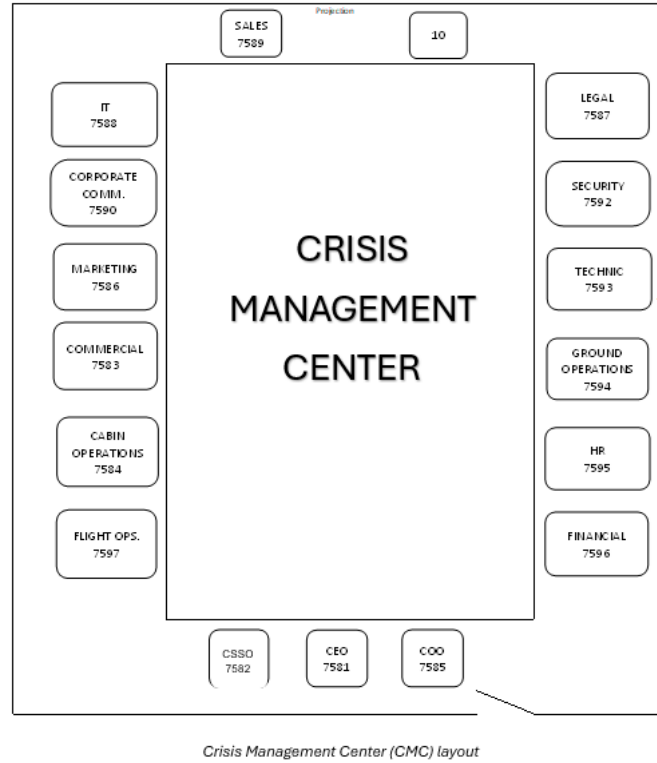 Projection
SALES
7589
10
IT
7588
LEGAL
7587
CORPORATE
COMM.
7590
SECURITY
7592
MARKETING
7586
TECHNIC
7593
COMMERCIAL
7583
GROUND
OPERATIONS
7594
CABIN
OPERATIONS
7584
HR
7595
FLIGHT OPS.
7597
FINANCIAL
7596
CRISIS
MANAGEMENT
CENTER
CSSO
7582
CEO
7581
COO
7585
Crisis Management Center (CMC) layout